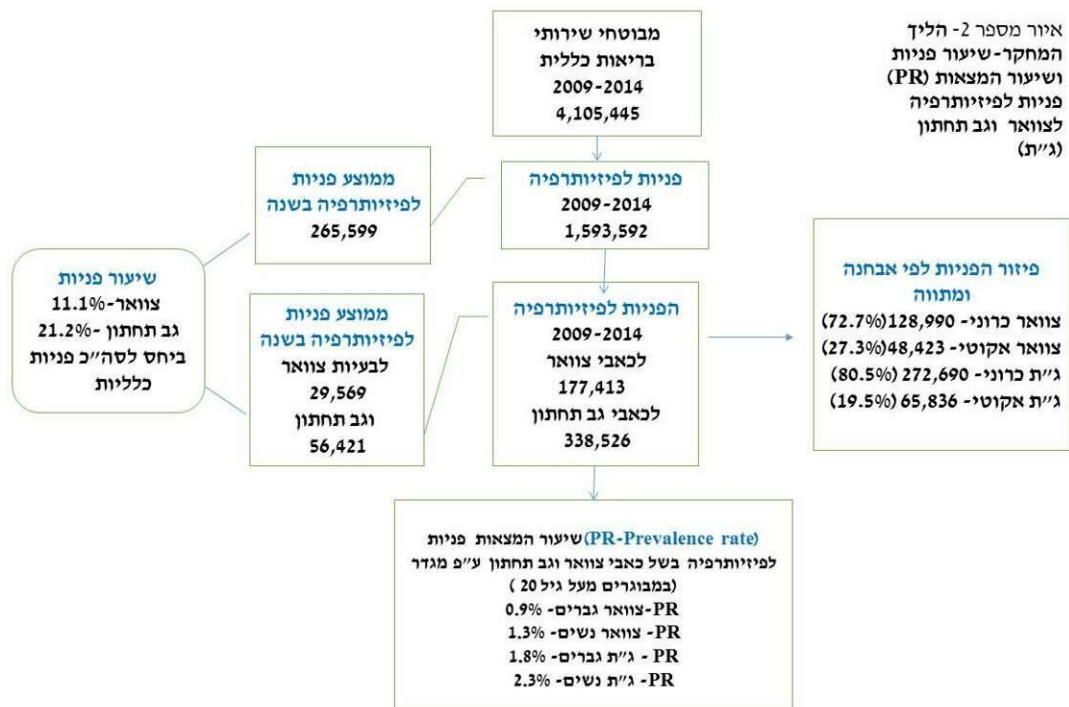 איור מספר 2- הליך
המחקר-שיעור פניות
ושיעור המצאות (PR)
פניות לפיזיותרפיה
לצוואר וגב תחתון
(ג״ת)
מבוטחי שירותי
בריאות כללית
2009-2014
4,105,445
פניות לפיזיותרפיה
2009-2014
1,593,592
ממוצע פניות
לפיזיותרפיה בשנה
265,599
שיעור פניות
צוואר-11.1%
גב תחתון -21.2%
ביחס לסה״כ פניות
כלליות
ממוצע פניות
לפיזיותרפיה בשנה
לבעיות צוואר
29,569
וגב תחתון
56,421
הפניות לפיזיותרפיה
2009-2014
לכאבי צוואר
177,413
לכאבי גב תחתון
338,526
פיזור הפניות לפי אבחנה
ומתווה
צוואר כרוני- 128,990(72.7%)
צוואר אקוטי- 48,423(27.3%)
ג״ת כרוני- 272,690 (80.5%)
ג״ת אקוטי- 65,836 (19.5%)
(PR-Prevalence rate)שיעור המצאות פניות
לפיזיותרפיה בשל כאבי צוואר וגב תחתון ע״פ מגדר
(במבוגרים מעל גיל 20 )
PR-צוואר גברים- 0.9%
PR- צוואר נשים- 1.3%
PR - ג״ת גברים- 1.8%
PR- ג״ת נשים- 2.3%